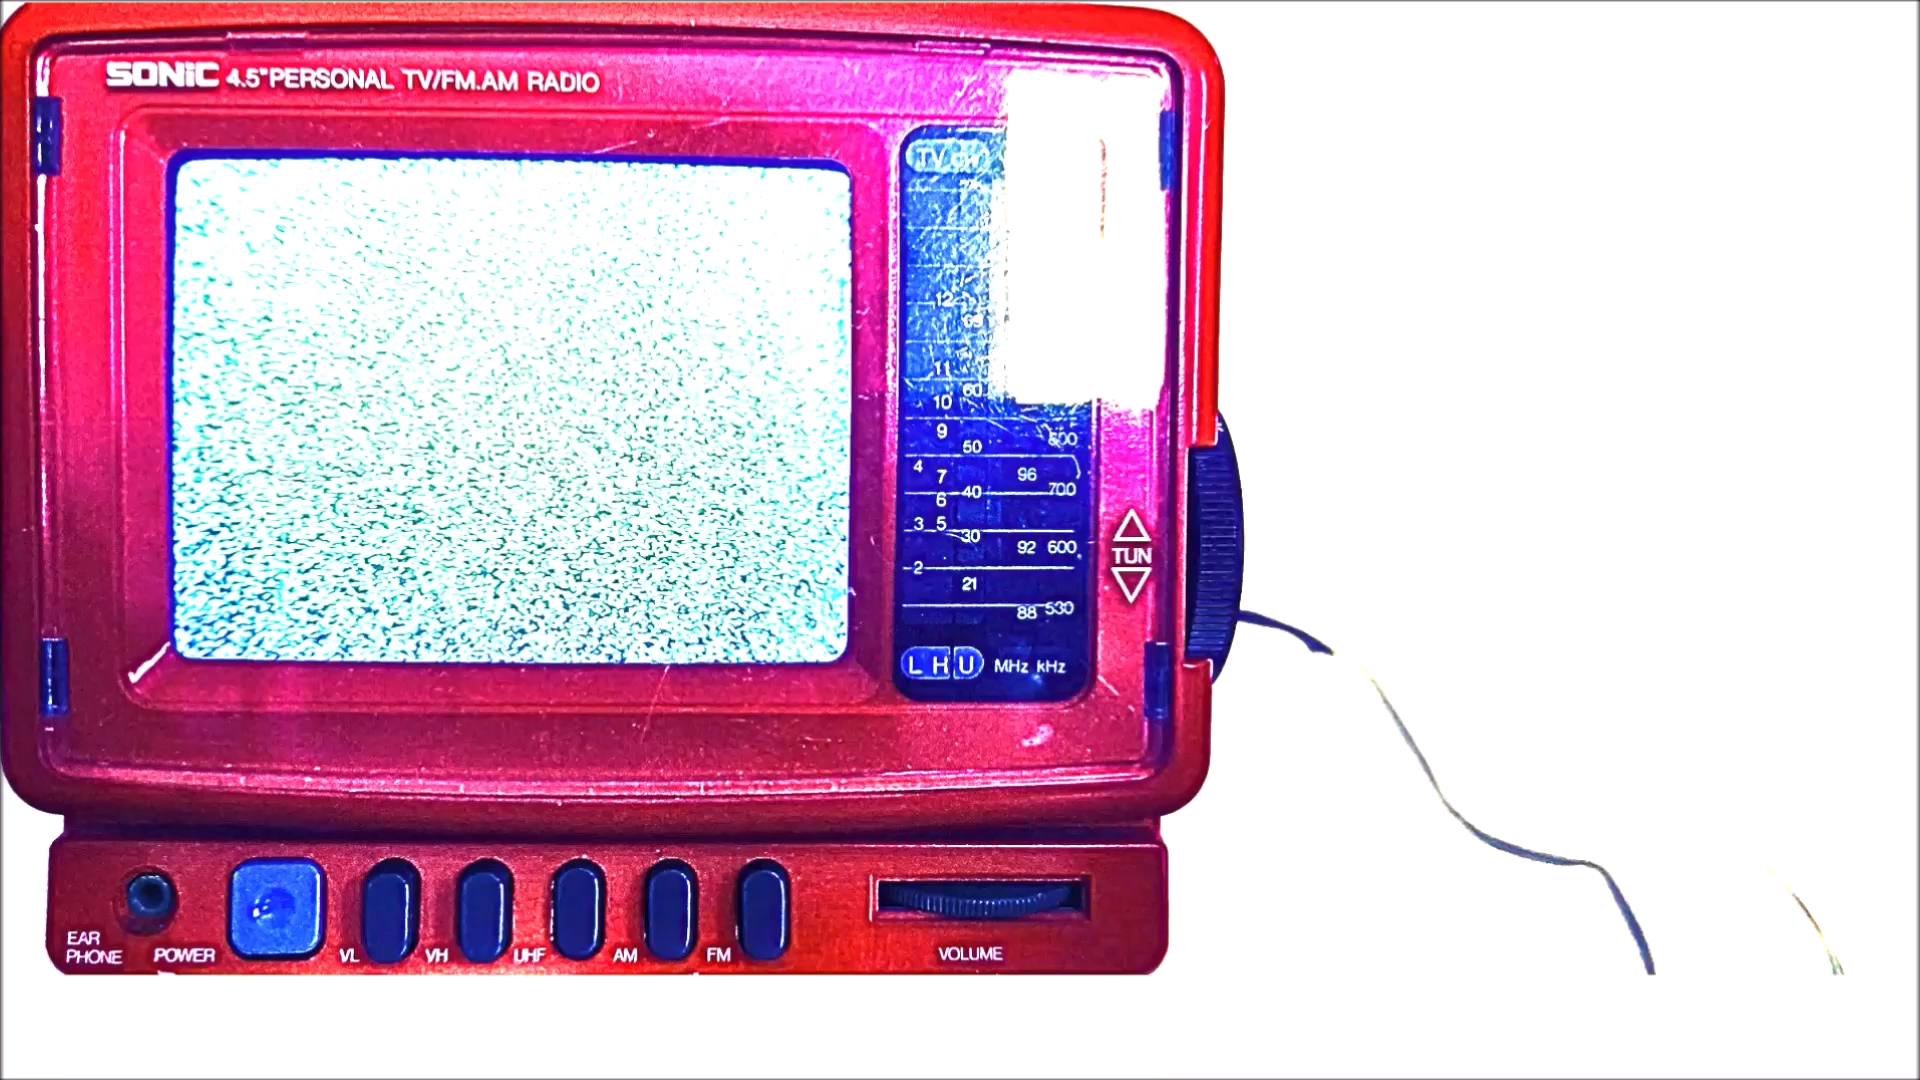 SONiC 4.5"PERSONAL TV/FM.AM RADIO
TV
12
11
60
10
9
50
800
4
7
96
40
700
6
3 5
30
92 600
2
21
88 530
L H U MHz kHz
TUN
EAR
PHONE
POWER
VL
VH
UHF
AM
FM
VOLUME